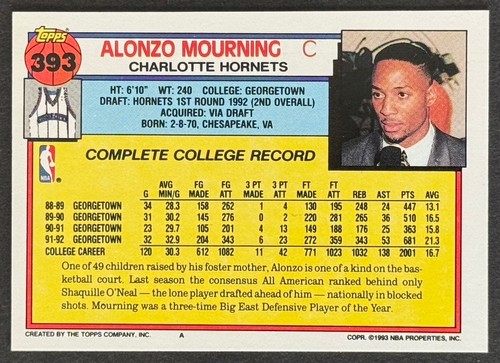 Topps
393
ALONZO MOURNING C
CHARLOTTE HORNETS
HT: 6'10" WT: 240 COLLEGE: GEORGETOWN
DRAFT: HORNETS 1ST ROUND 1992 (2ND OVERALL)
ACQUIRED: VIA DRAFT
BORN: 2-8-70, CHESAPEAKE, VA
NBA
COMPLETE COLLEGE RECORD
G AVG MIN/G FG MADE FG ATT 3 PT MADE 3 PT ATT FT MADE FT ATT REB AST PTS AVG
88-89 GEORGETOWN 34 28.3 158 262 1 4 130 195 248 24 447 13.1
89-90 GEORGETOWN 31 30.2 145 276 0 2 220 281 265 36 510 16.5
90-91 GEORGETOWN 23 29.7 105 201 4 13 149 188 176 25 363 15.8
91-92 GEORGETOWN 32 32.9 204 343 6 23 272 359 343 53 681 21.3
COLLEGE CAREER 120 30.3 612 1082 11 42 771 1023 1032 138 2001 16.7
One of 49 children raised by his foster mother, Alonzo is one of a kind on the bas-
ketball court. Last season the consensus All American ranked behind only
Shaquille O'Neal — the lone player drafted ahead of him — nationally in blocked
shots. Mourning was a three-time Big East Defensive Player of the Year.
CREATED BY THE TOPPS COMPANY, INC. A COPR. © 1993 NBA PROPERTIES, INC.